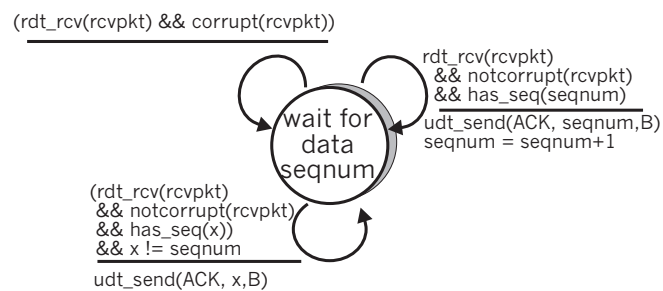 (rdt_rcv(rcvpkt) && corrupt(rcvpkt))
rdt_rcv(rcvpkt)
&& notcorrupt(rcvpkt)
&& has_seq(seqnum)
udt_send(ACK, seqnum,B)
seqnum = seqnum+1
wait for
data
seqnum
(rdt_rcv(rcvpkt)
&& notcorrupt(rcvpkt)
&& has_seq(x))
&& x != seqnum
udt_send(ACK, x,B)